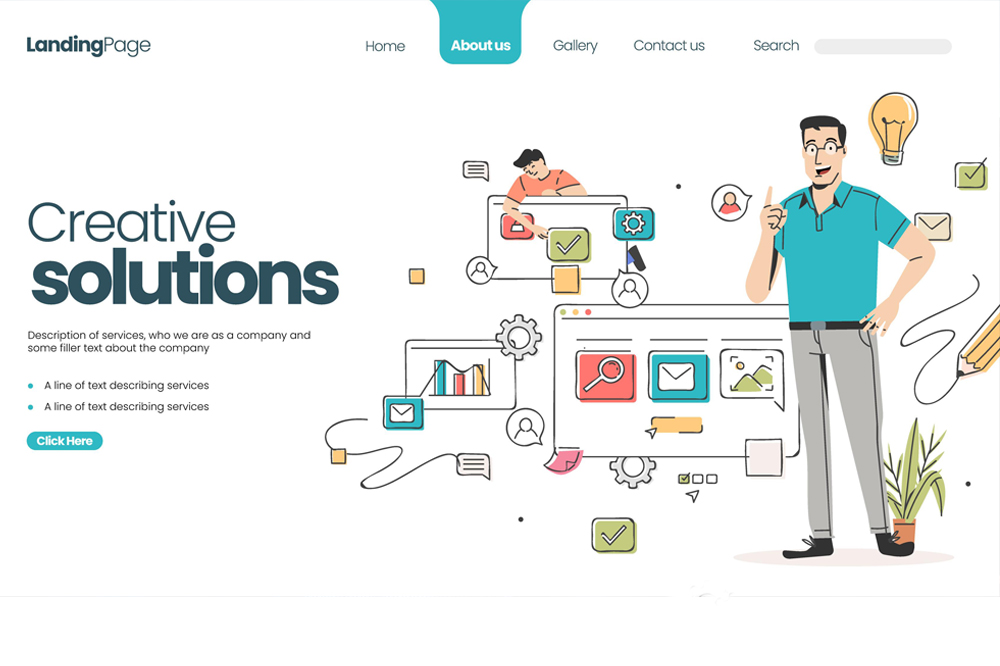 LandingPage
Home
About us
Gallery
Contact us
Search
Creative
solutions
Description of services, who we are as a company and
some filler text about the company
A line of text describing services
A line of text describing services
Click Here